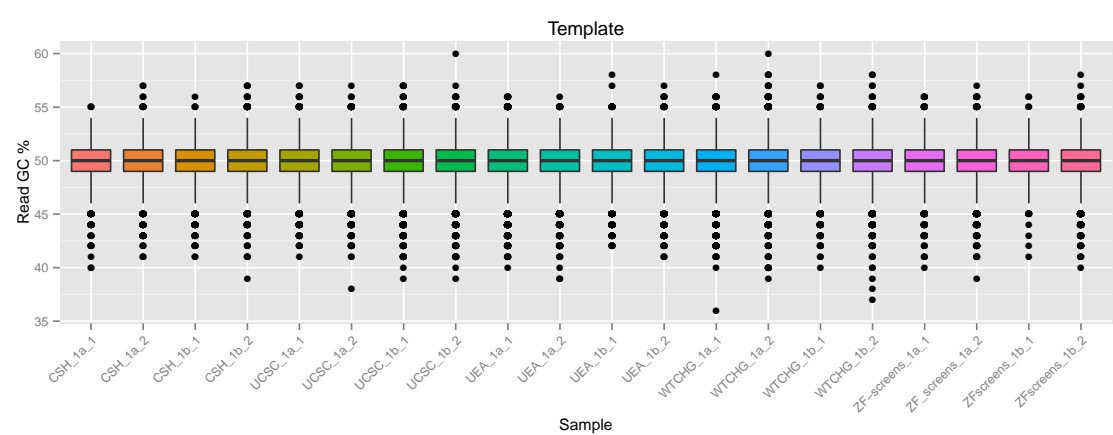 Template
Read GC %
60
55
50
45
40
35
CSH_1a_1
CSH_1a_2
CSH_1b_1
CSH_1b_2
UCSC_1a_1
UCSC_1a_2
UCSC_1b_1
UCSC_1b_2
UEA_1a_1
UEA_1a_2
UEA_1b_1
UEA_1b_2
WTCHG_1a_1
WTCHG_1a_2
WTCHG_1b_1
WTCHG_1b_2
ZF−screens_1a_1
ZF_screens_1a_2
ZFscreens_1b_1
ZFscreens_1b_2
Sample